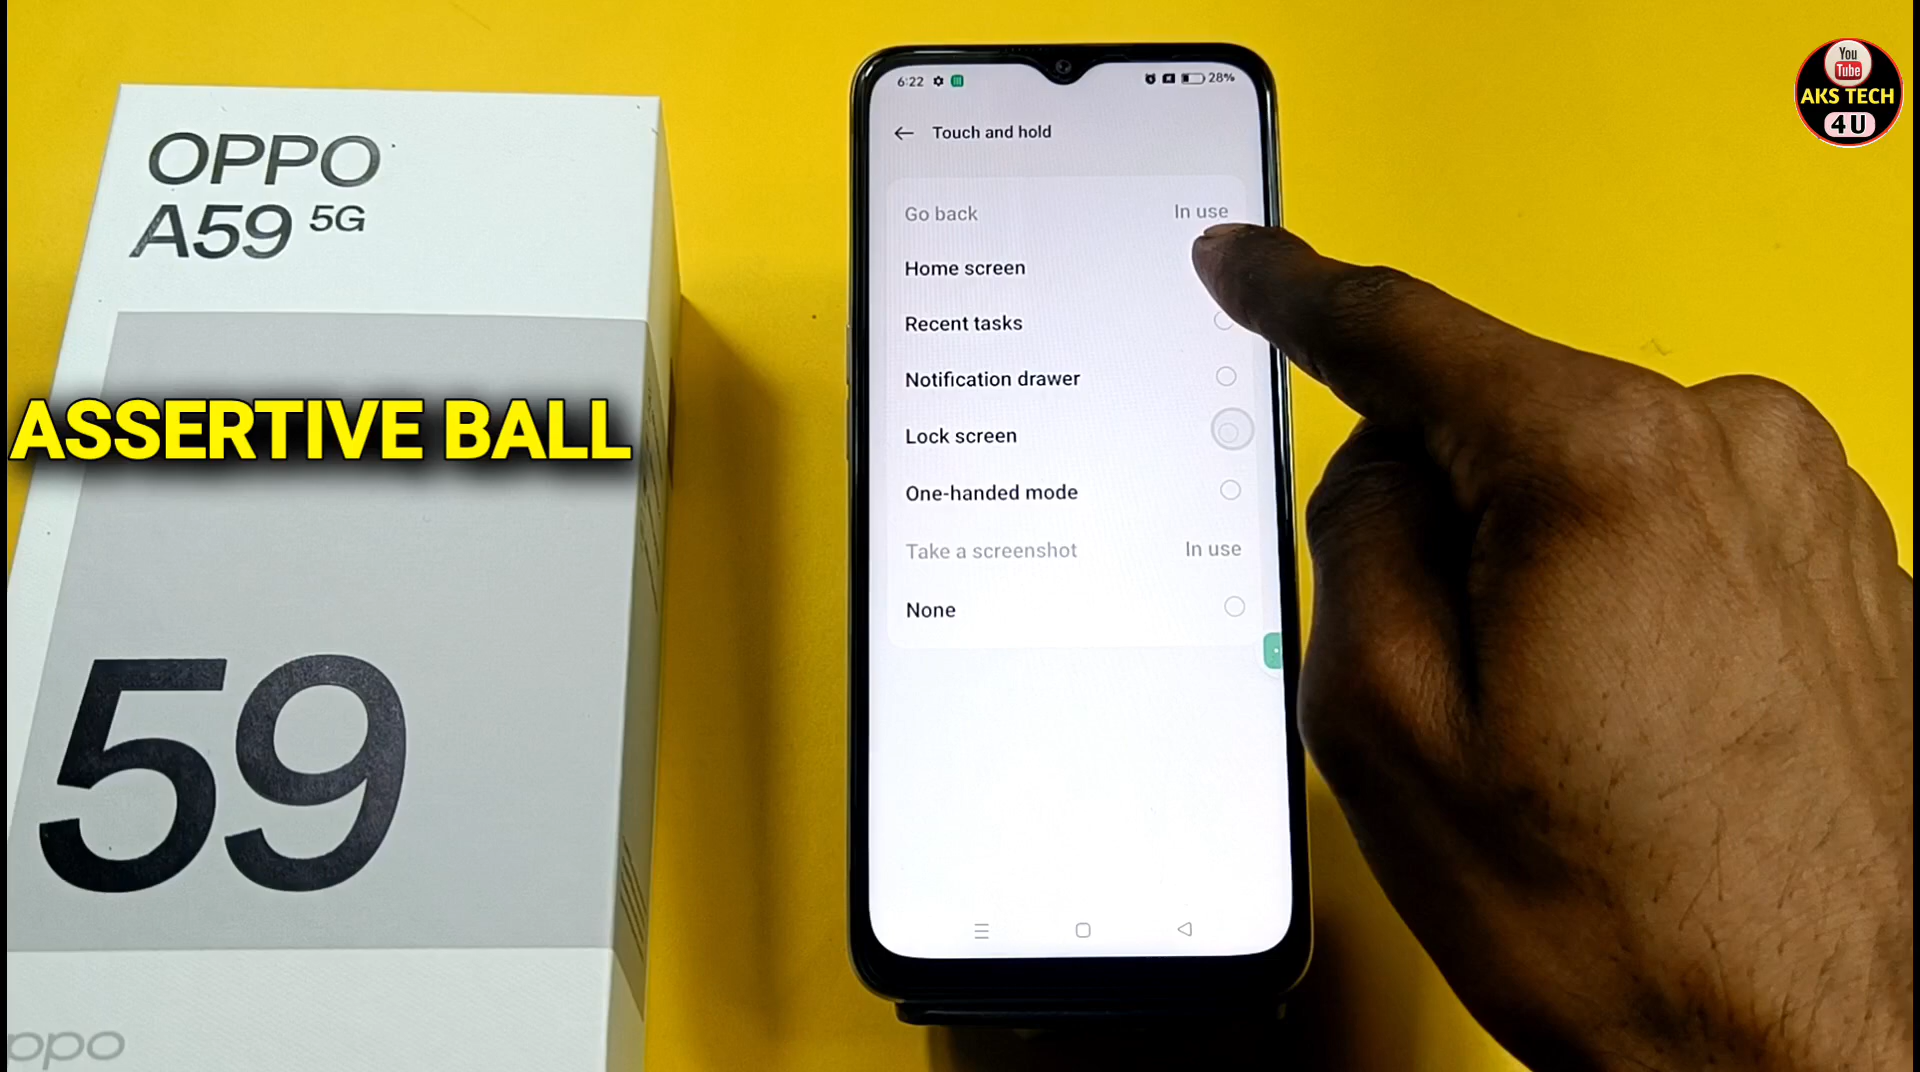 OPPO
A59 5G
ASSERTIVE BALL
59
oppo
6:22
28%
Touch and hold
Go back In use
Home screen
Recent tasks
Notification drawer
Lock screen
One-handed mode
Take a screenshot In use
None
You
Tube
AKS TECH
4U